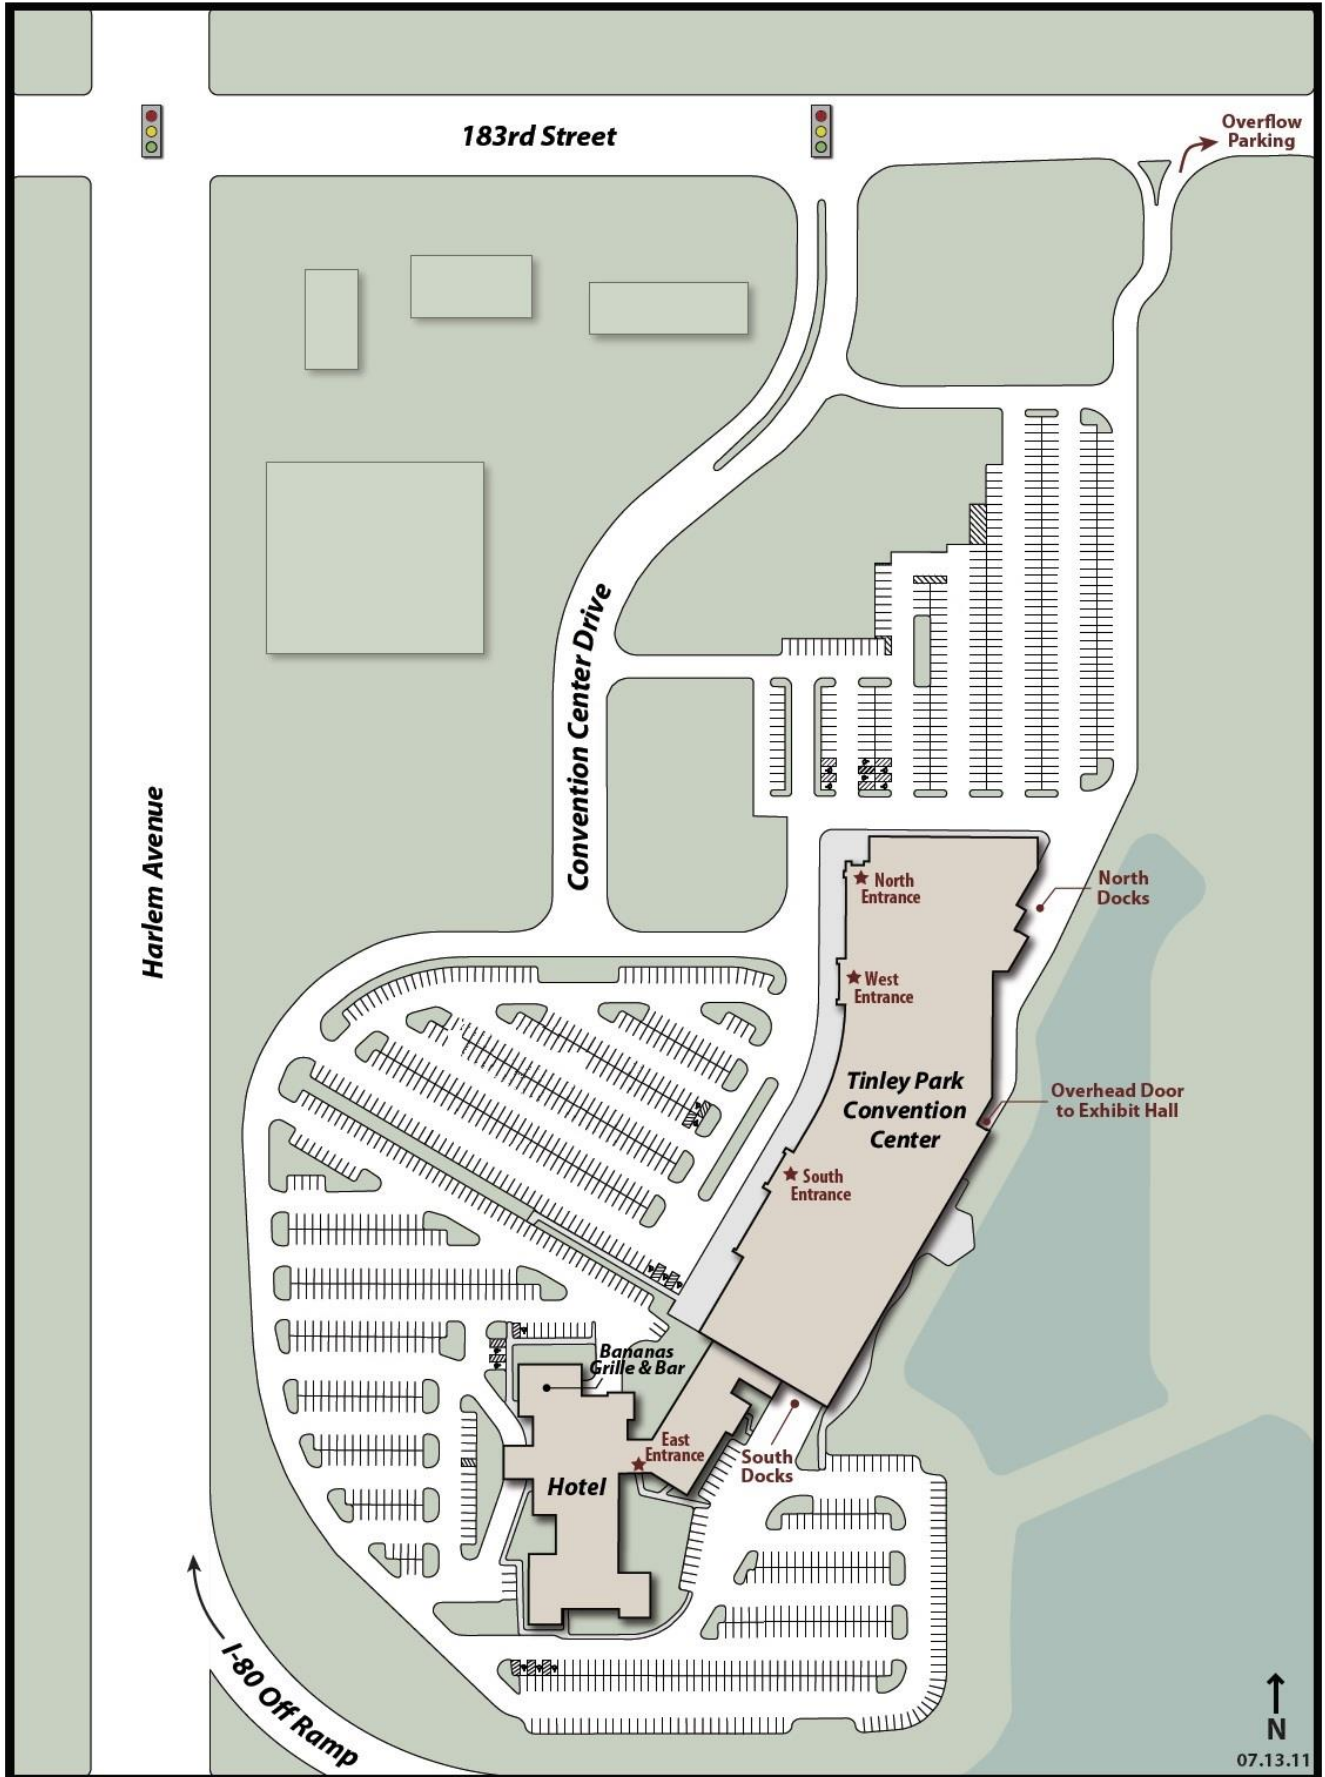 183rd Street
Overflow
Parking
Convention Center Drive
Harlem Avenue
North
Entrance
North
Docks
West
Entrance
Tinley Park
Convention
Center
Overhead Door
to Exhibit Hall
South
Entrance
Bananas
Grille & Bar
East
Entrance
South
Docks
Hotel
I-80 Off Ramp
N
07.13.11